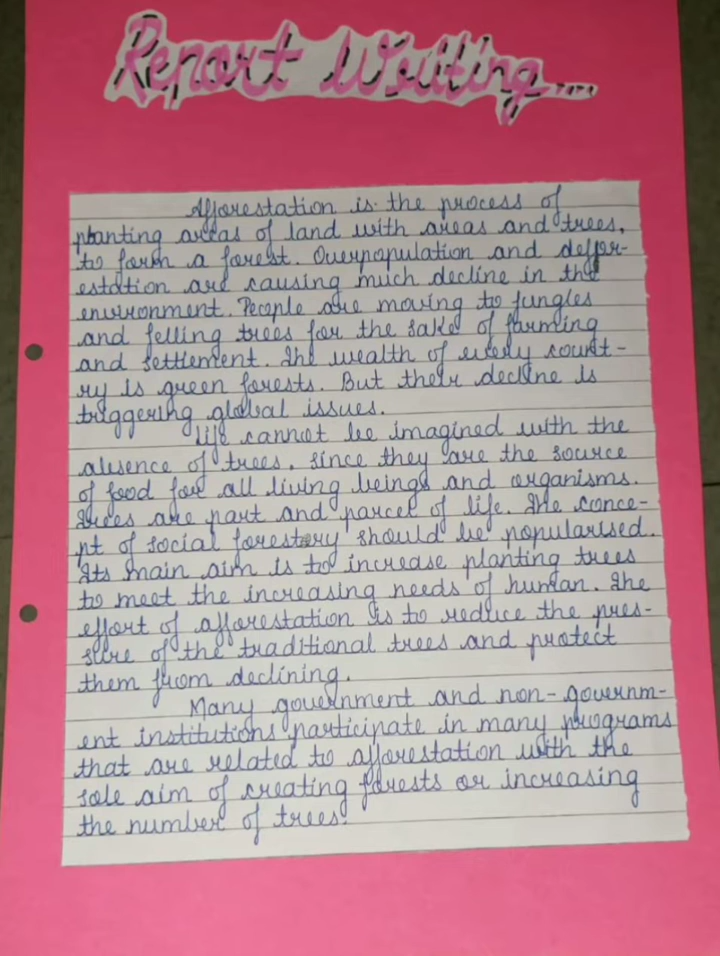 Report Writing....
Afforestation is the process of
planting areas of land with areas and trees,
to form a forest. Overpopulation and deffor-
estation are causing much decline in the
environment. People are moving to jungles
and felling trees for the sake of farming
and settlement. The wealth of every count-
ry is green forests. But their decline is
triggering global issues.
Life cannot be imagined with the
absence of trees. Since they are the source
of food for all living beings and organisms.
Trees are part and parcel of life. The conce-
pt of social forestery should be popularised.
Its main aim is to increase planting trees
to meet the increasing needs of human. The
effort of afforestation is to reduce the pres-
sure of the traditional trees and protect
them from declining.
Many government and non-governm-
ent institutions participate in many programs
that are related to afforestation with the
sole aim of creating forests or increasing
the number of trees.